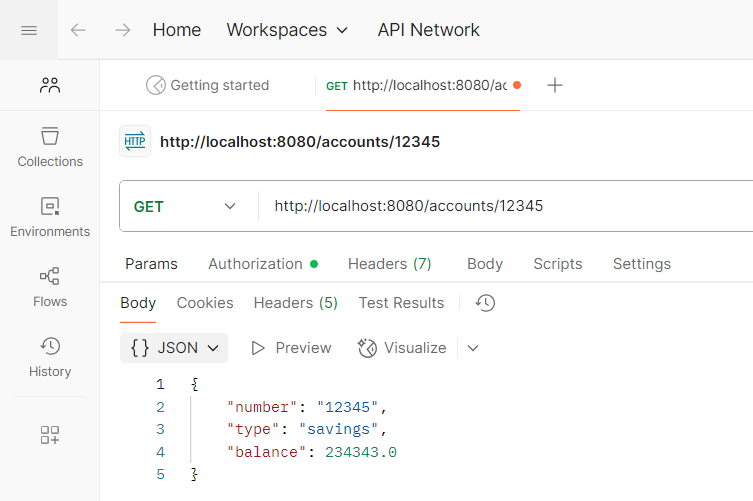 Home Workspaces API Network
Getting started GET http://localhost:8080/ac
HTTP http://localhost:8080/accounts/12345
Collections
GET http://localhost:8080/accounts/12345
Environments
Params Authorization Headers (7) Body Scripts Settings
Flows
Body Cookies Headers (5) Test Results
{ } JSON Preview Visualize
History
1 {
2 "number": "12345",
3 "type": "savings",
4 "balance": 234343.0
5 }